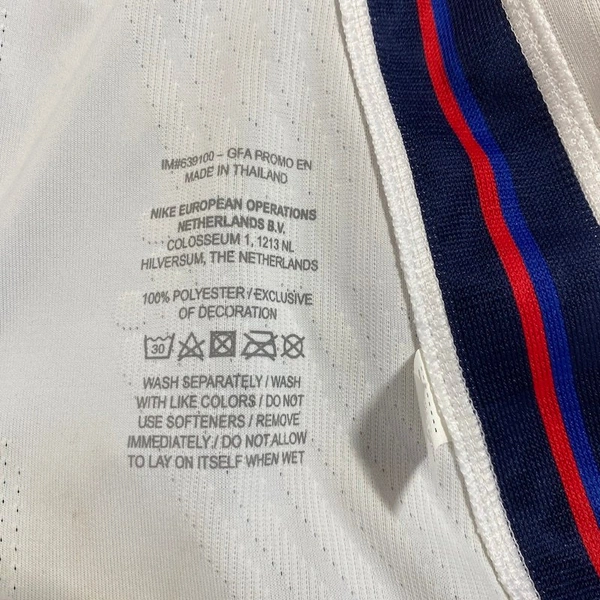 IM#639100 – GFA PROMO EN
MADE IN THAILAND
NIKE EUROPEAN OPERATIONS
NETHERLANDS B.V.
COLOSSEUM 1, 1213 NL
HILVERSUM, THE NETHERLANDS
100% POLYESTER / EXCLUSIVE
OF DECORATION
30
WASH SEPARATELY / WASH
WITH LIKE COLORS / DO NOT
USE SOFTENERS / REMOVE
IMMEDIATELY / DO NOT ALLOW
TO LAY ON ITSELF WHEN WET